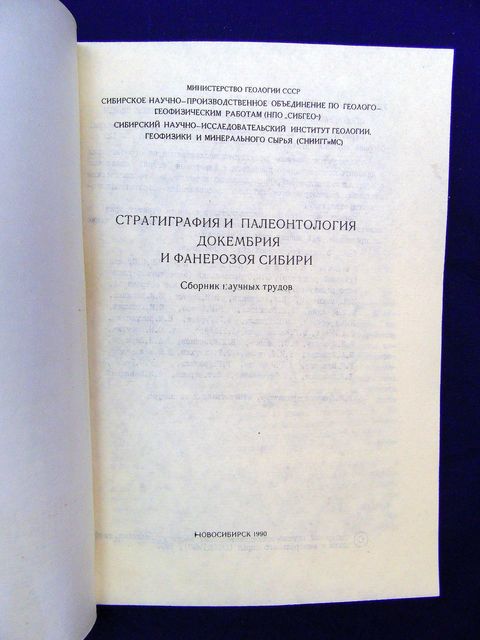 МИНИСТЕРСТВО ГЕОЛОГИИ СССР
СИБИРСКОЕ НАУЧНО-ПРОИЗВОДСТВЕННОЕ ОБЪЕДИНЕНИЕ ПО ГЕОЛОГО-
ГЕОФИЗИЧЕСКИМ РАБОТАМ (НПО „СИБГЕО")
СИБИРСКИЙ НАУЧНО-ИССЛЕДОВАТЕЛЬСКИЙ ИНСТИТУТ ГЕОЛОГИИ,
ГЕОФИЗИКИ И МИНЕРАЛЬНОГО СЫРЬЯ (СНИИГГиМС)
СТРАТИГРАФИЯ И ПАЛЕОНТОЛОГИЯ
ДОКЕМБРИЯ
И ФАНЕРОЗОЯ СИБИРИ
Сборник научных трудов
НОВОСИБИРСК 1990